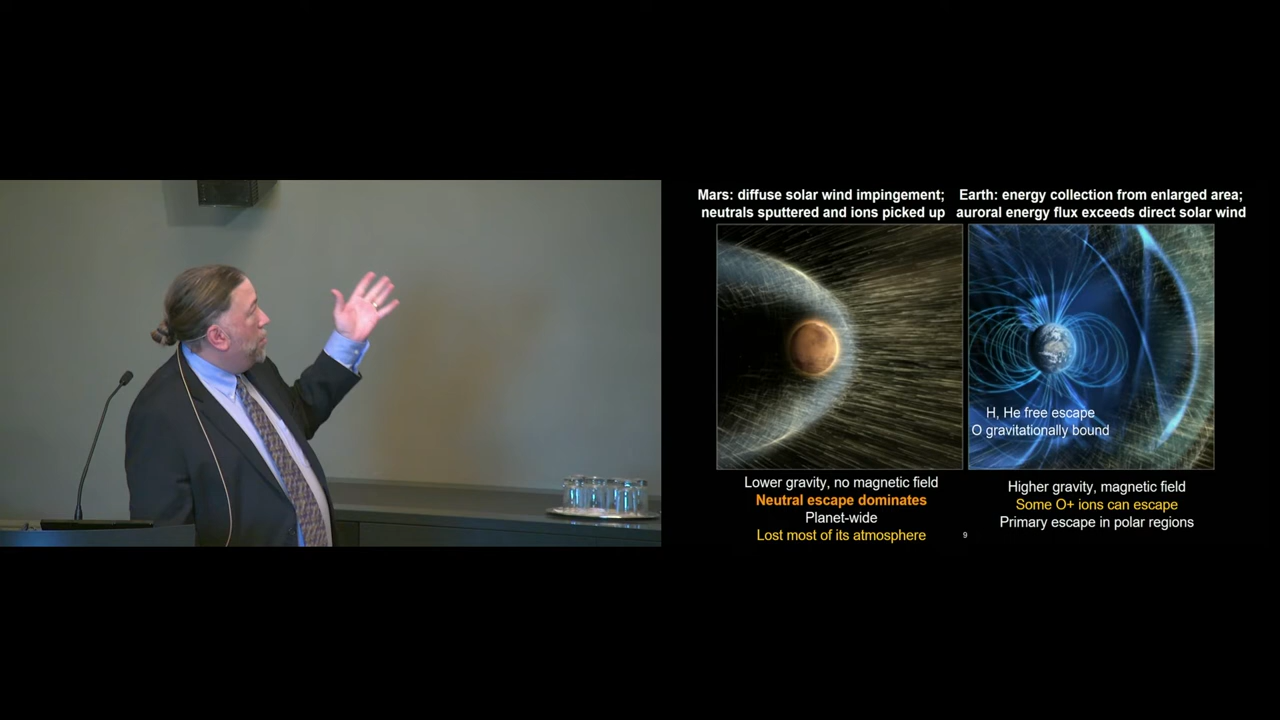 Mars: diffuse solar wind impingement;
neutrals sputtered and ions picked up
Earth: energy collection from enlarged area;
auroral energy flux exceeds direct solar wind
H, He free escape
O gravitationally bound
Lower gravity, no magnetic field
Neutral escape dominates
Planet-wide
Lost most of its atmosphere
Higher gravity, magnetic field
Some O+ ions can escape
Primary escape in polar regions
9